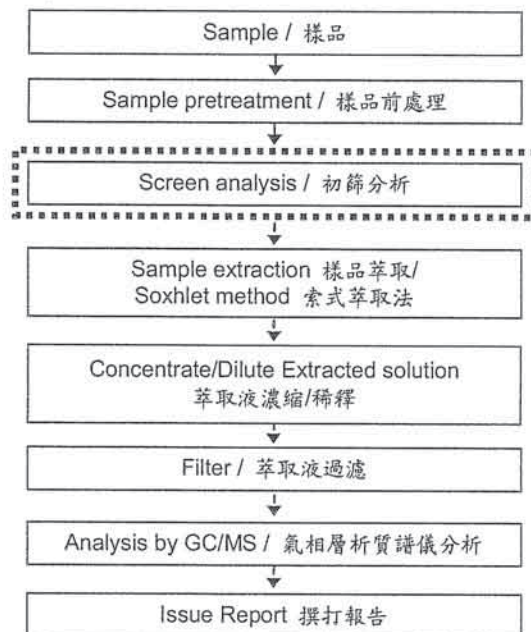 Sample / 樣品
Sample pretreatment / 樣品前處理
Screen analysis / 初篩分析
Sample extraction 樣品萃取/
Soxhlet method 索式萃取法
Concentrate/Dilute Extracted solution
萃取液濃縮/稀釋
Filter / 萃取液過濾
Analysis by GC/MS / 氣相層析質譜儀分析
Issue Report 撰打報告